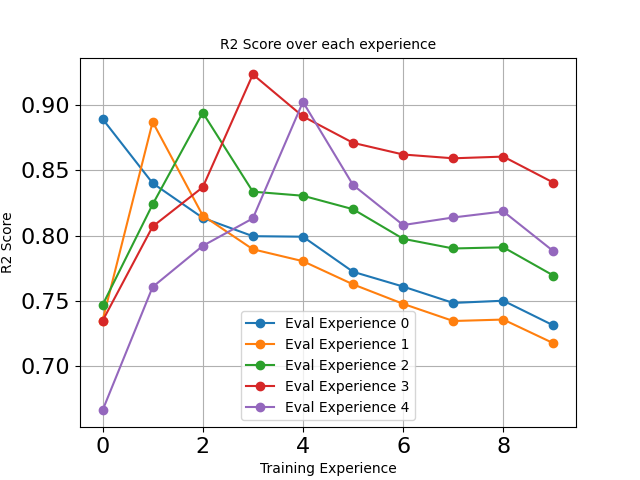 R2 Score over each experience
R2 Score
0.90
0.85
0.80
0.75
0.70
Eval Experience 0
Eval Experience 1
Eval Experience 2
Eval Experience 3
Eval Experience 4
0 2 4 6 8
Training Experience